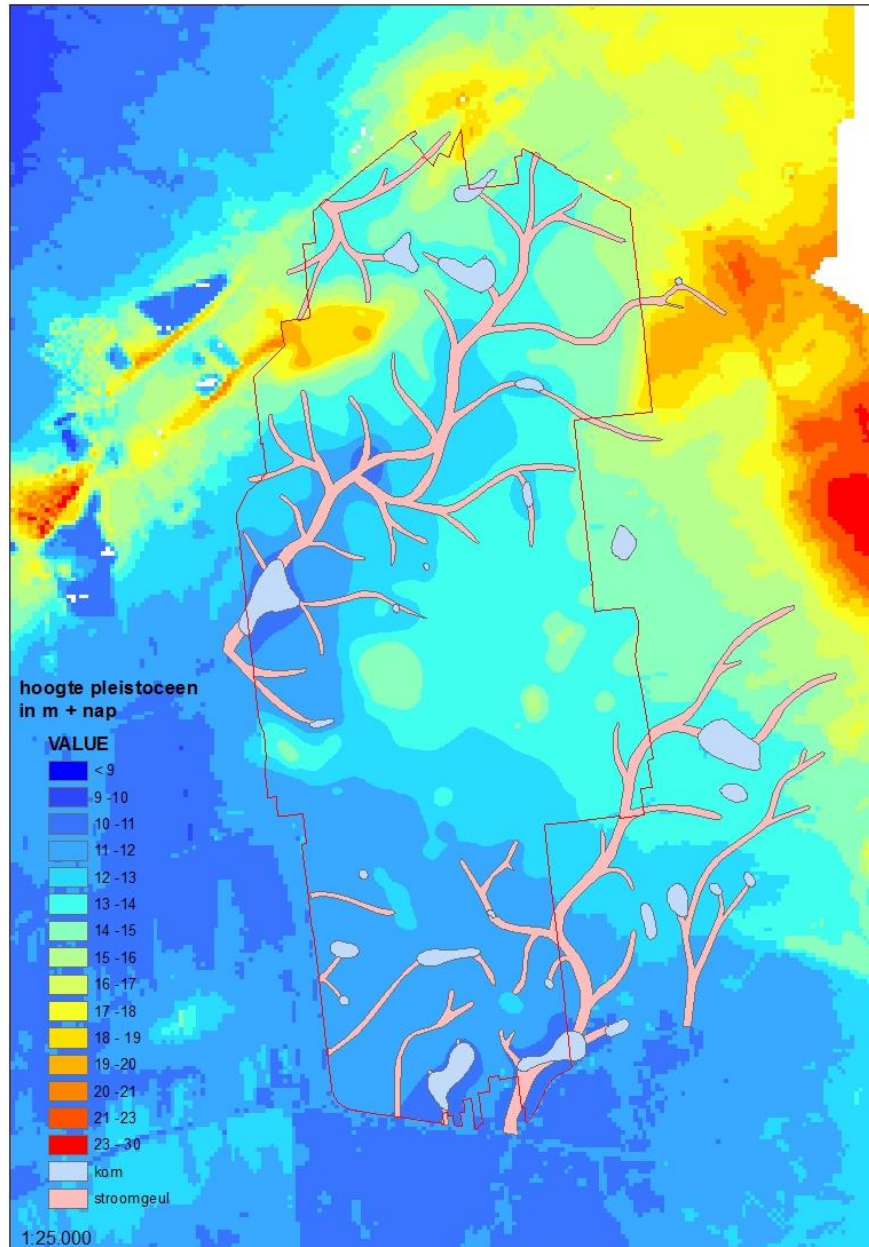 hoogte pleistoceen
in m + nap
VALUE
< 9
9 -10
10 -11
11 -12
12 -13
13 -14
14 -15
15 -16
16 -17
17 -18
18 - 19
19 -20
20 -21
21 -23
23 - 30
kom
stroomgeul
1:25.000